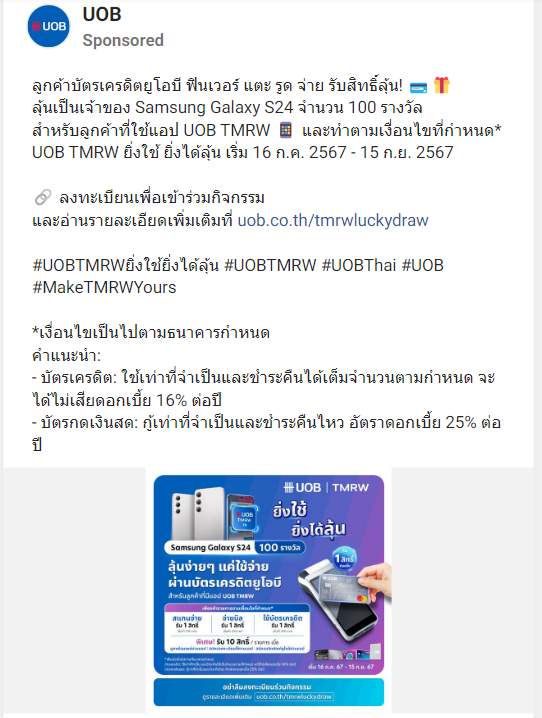 UOB
UOB
Sponsored
ลูกค้าบัตรเครดิตยูโอบี ฟินเวอร์ แตะ รูด จ่าย รับสิทธิ์ลุ้น! 💳 🎁
ลุ้นเป็นเจ้าของ Samsung Galaxy S24 จำนวน 100 รางวัล
สำหรับลูกค้าที่ใช้แอป UOB TMRW 📱 และทำตามเงื่อนไขที่กำหนด*
UOB TMRW ยิ่งใช้ ยิ่งได้ลุ้น เริ่ม 16 ก.ค. 2567 - 15 ก.ย. 2567
🔗 ลงทะเบียนเพื่อเข้าร่วมกิจกรรม
และอ่านรายละเอียดเพิ่มเติมที่ uob.co.th/tmrwluckydraw
#UOBTMRWยิ่งใช้ยิ่งได้ลุ้น #UOBTMRW #UOBThai #UOB
#MakeTMRWYours
*เงื่อนไขเป็นไปตามธนาคารกำหนด
คำแนะนำ:
- บัตรเครดิต: ใช้เท่าที่จำเป็นและชำระคืนได้เต็มจำนวนตามกำหนด จะ
ได้ไม่เสียดอกเบี้ย 16% ต่อปี
- บัตรกดเงินสด: กู้เท่าที่จำเป็นและชำระคืนไหว อัตราดอกเบี้ย 25% ต่อ
ปี
UOB | TMRW
UOB
TMRW
ยิ่งใช้
ยิ่งได้ลุ้น
Samsung Galaxy S24 100 รางวัล
ลุ้นง่ายๆ แค่ใช้จ่าย
ผ่านบัตรเครดิตยูโอบี
สำหรับลูกค้าที่มีแอป UOB TMRW
1 สิทธิ์
สแกนจ่าย
รับ 1 สิทธิ์
จ่ายบิล
รับ 1 สิทธิ์
ใช้บัตรเครดิต
รับ 1 สิทธิ์
พิเศษ! รับ 10 สิทธิ์
เริ่ม 16 ก.ค. 67 - 15 ก.ย. 67
อย่าลืมลงทะเบียนร่วมกิจกรรม
ดูรายละเอียดเพิ่มเติม uob.co.th/tmrwluckydraw